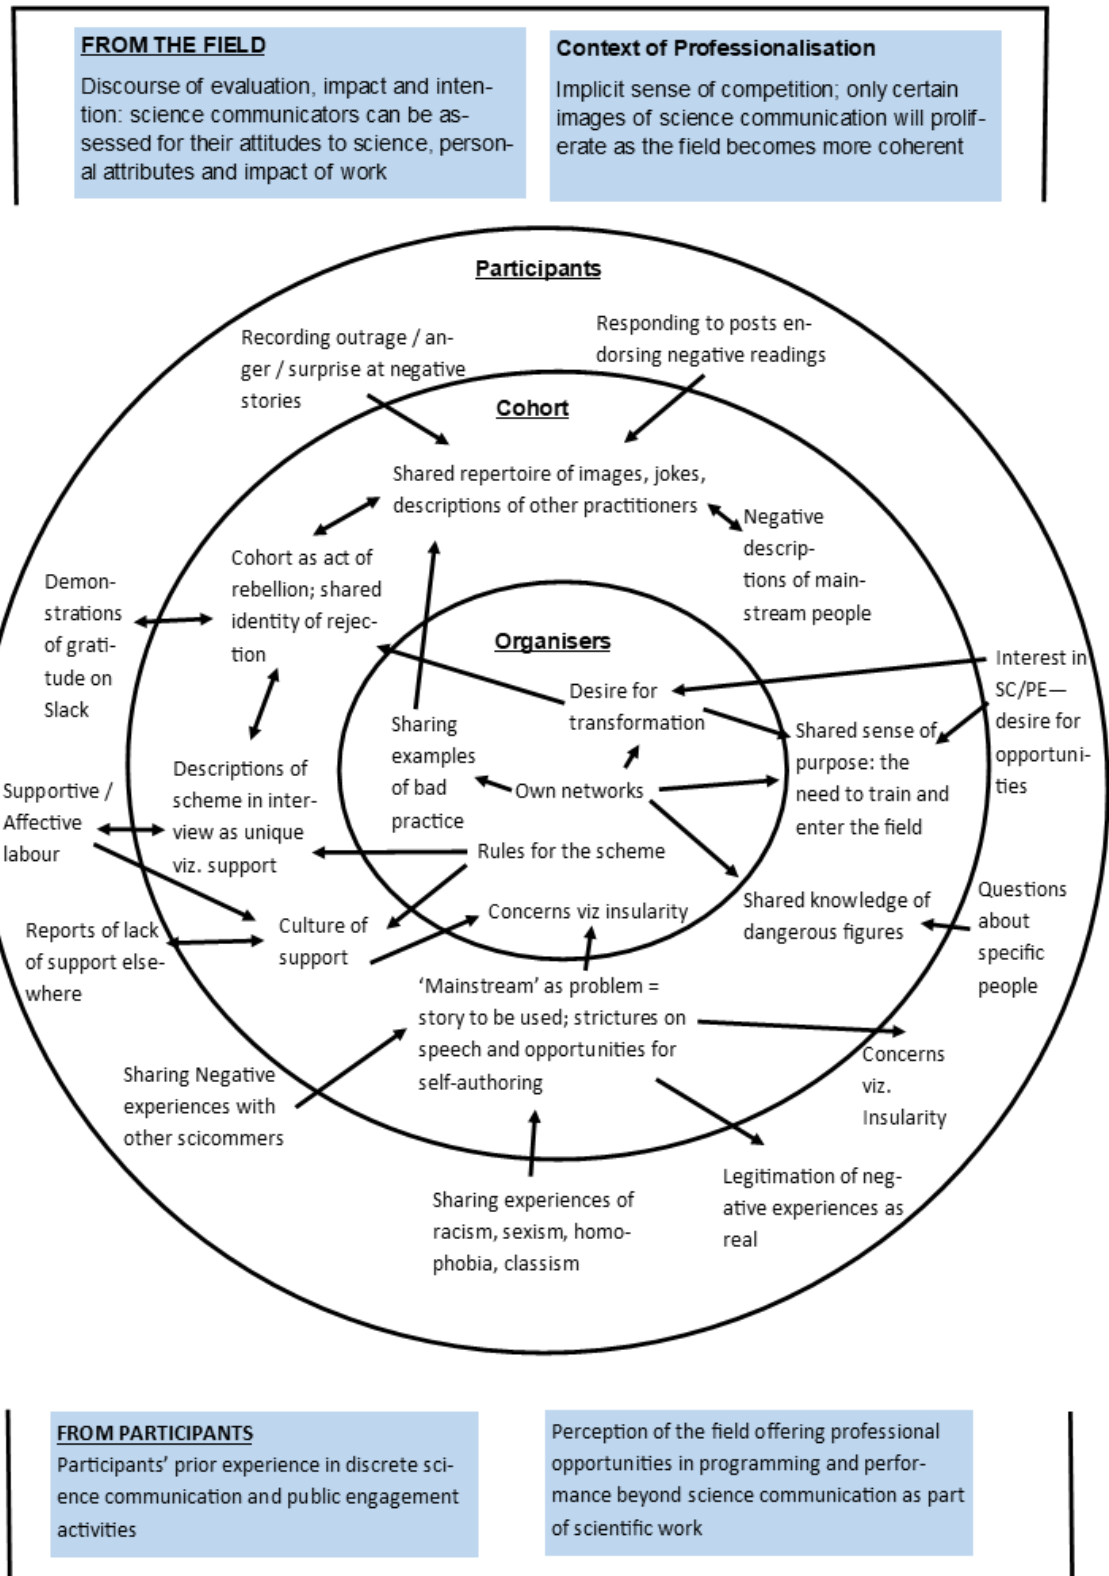 FROM THE FIELD
Discourse of evaluation, impact and inten-
tion: science communicators can be as-
sessed for their attitudes to science, person-
al attributes and impact of work
Context of Professionalisation
Implicit sense of competition; only certain
images of science communication will prolif-
erate as the field becomes more coherent
Participants
Recording outrage / an-
ger / surprise at negative
stories
Responding to posts en-
dorsing negative readings
Cohort
Shared repertoire of images, jokes,
descriptions of other practitioners
Negative
descrip-
tions of main-
stream people
Cohort as act of
rebellion; shared
identity of rejec-
tion
Demon-
strations
of grati-
tude on
Slack
Organisers
Desire for
transformation
Interest in
SC/PE—
desire for
opportuni-
ties
Sharing
examples
of bad
practice
Own networks
Shared sense of
purpose: the
need to train and
enter the field
Descriptions of
scheme in inter-
view as unique
viz. support
Supportive /
Affective
labour
Rules for the scheme
Concerns viz insularity
Shared knowledge of
dangerous figures
Questions
about
specific
people
Culture of
support
Reports of lack
of support else-
where
‘Mainstream’ as problem =
story to be used; strictures on
speech and opportunities for
self-authoring
Concerns
viz.
Insularity
Sharing Negative
experiences with
other scicommers
Sharing experiences of
racism, sexism, homo-
phobia, classism
Legitimation of neg-
ative experiences as
real
FROM PARTICIPANTS
Participants’ prior experience in discrete sci-
ence communication and public engagement
activities
Perception of the field offering professional
opportunities in programming and perfor-
mance beyond science communication as part
of scientific work